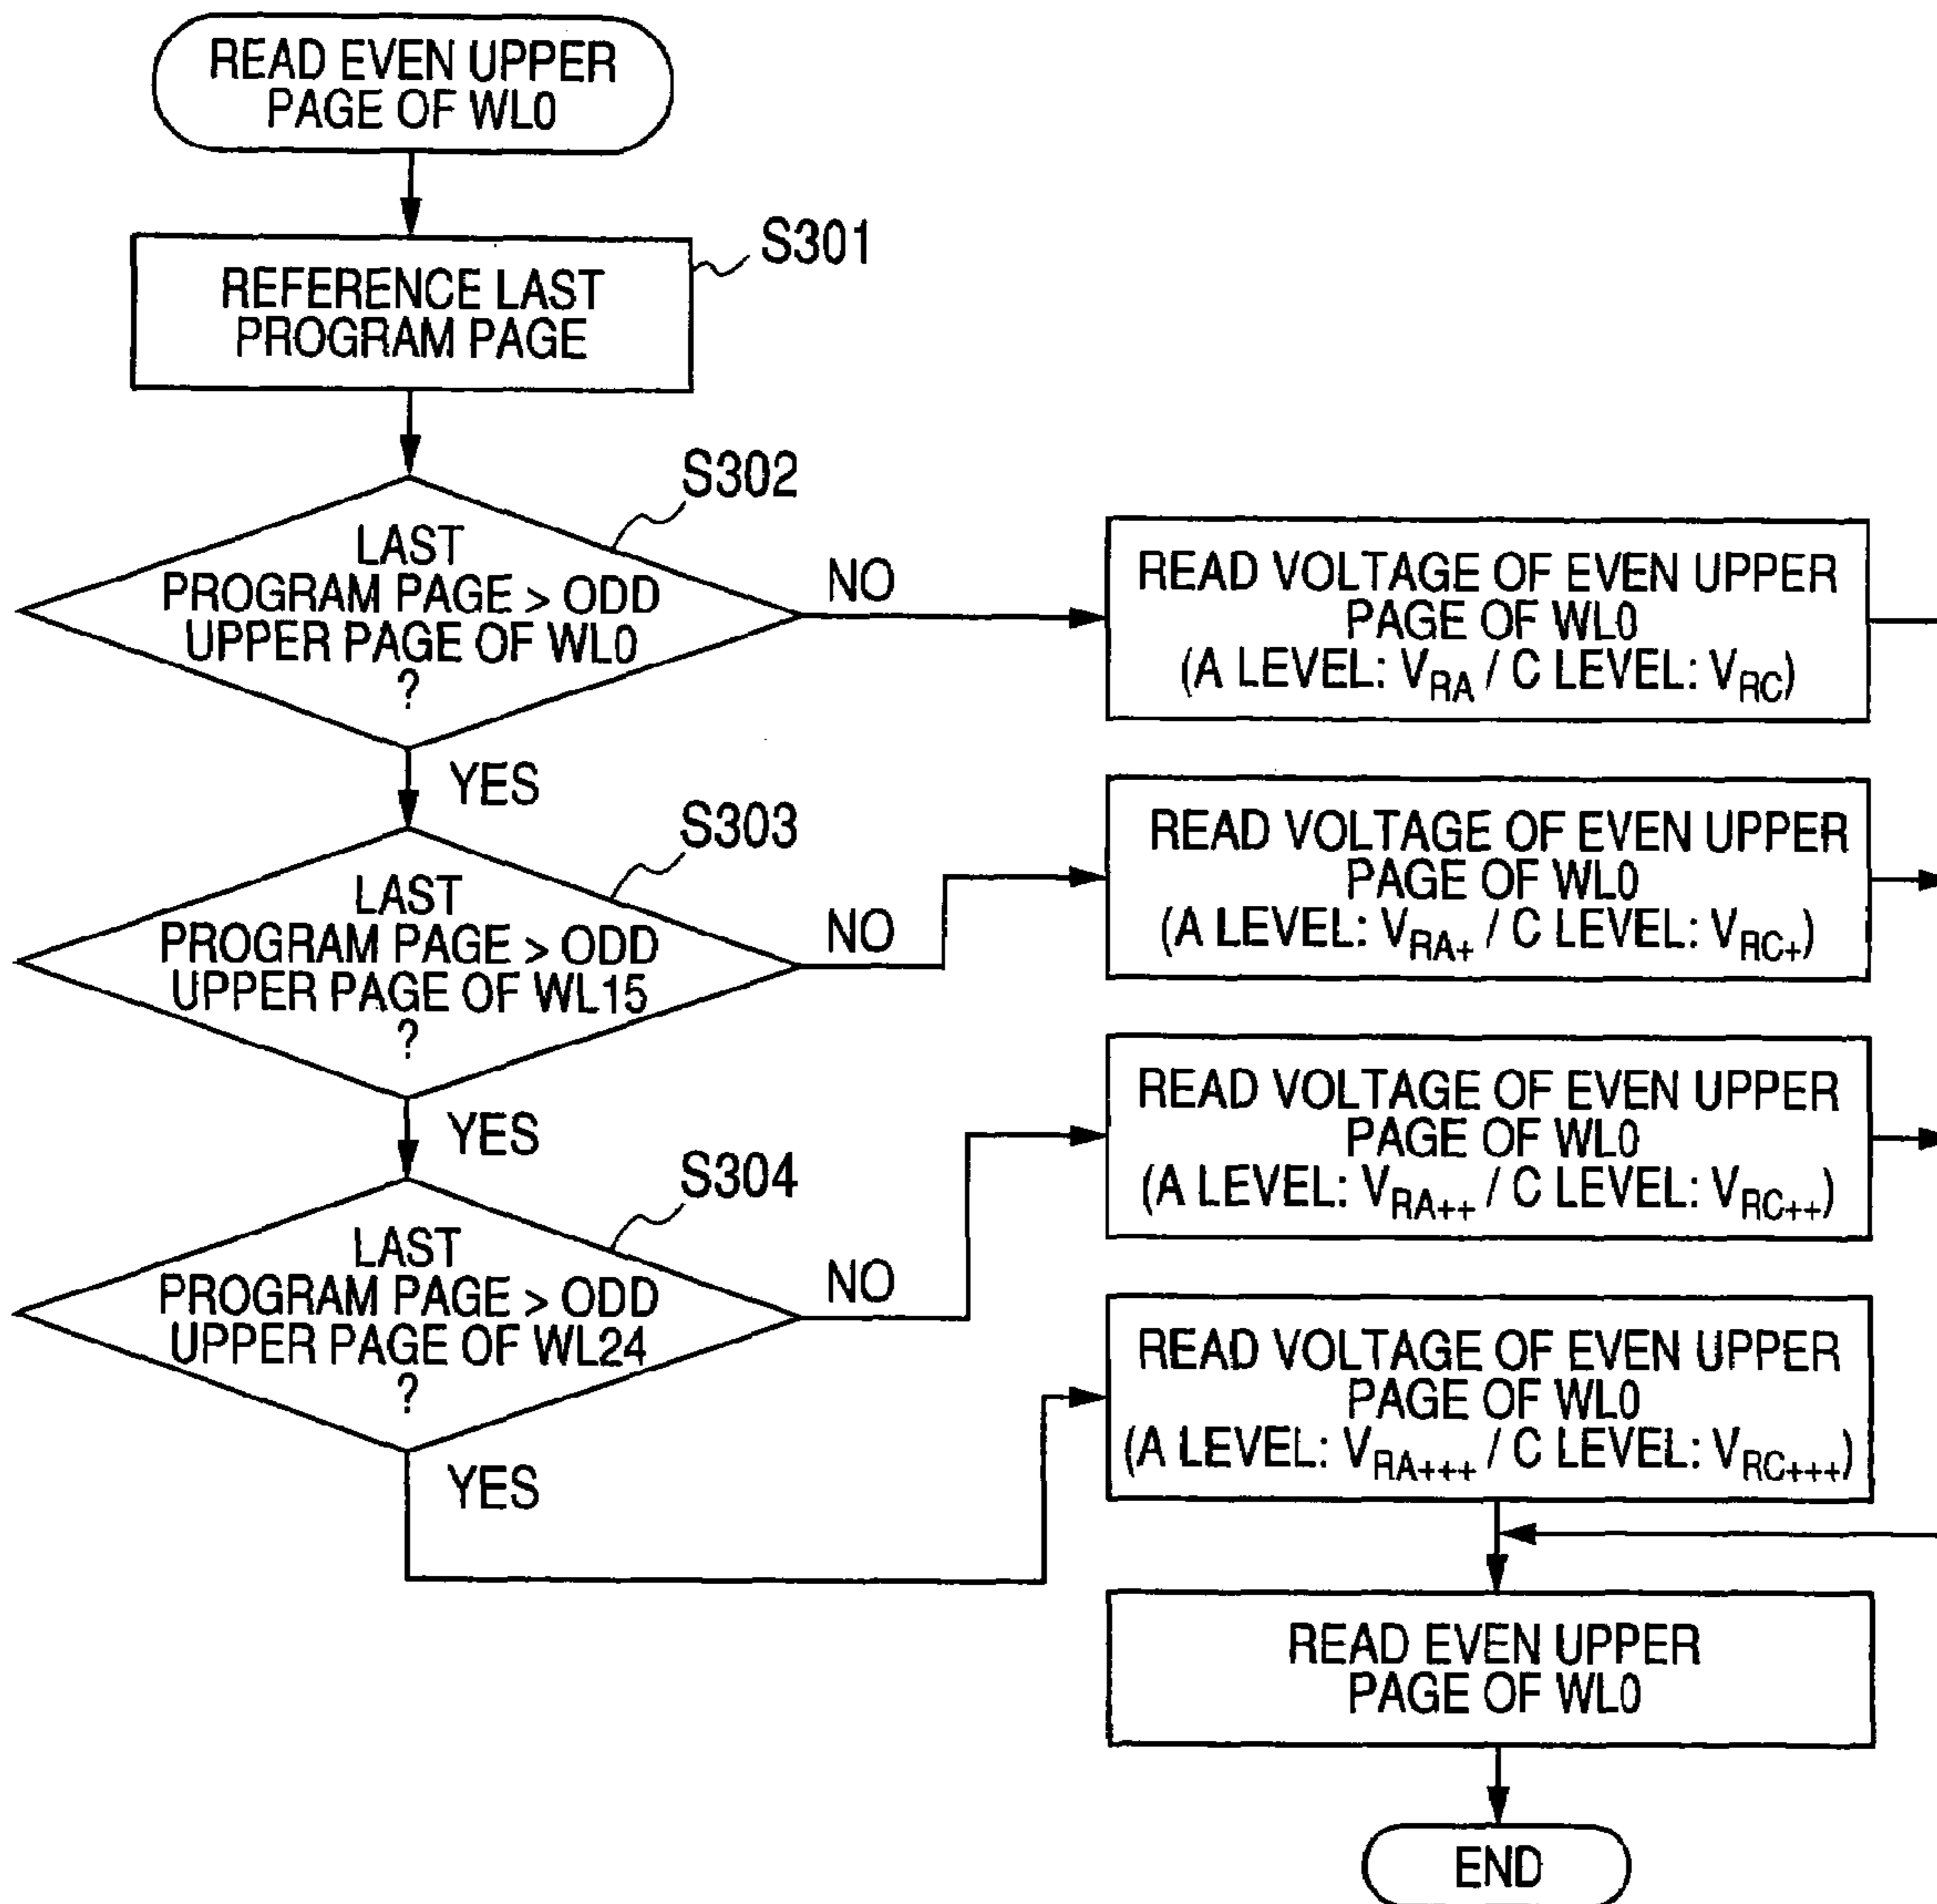 READ EVEN UPPER
PAGE OF WL0
S301
REFERENCE LAST
PROGRAM PAGE
S302
LAST
PROGRAM PAGE > ODD
UPPER PAGE OF WL0
?
NO
READ VOLTAGE OF EVEN UPPER
PAGE OF WL0
(A LEVEL: VRA / C LEVEL: VRC)
YES
S303
LAST
PROGRAM PAGE > ODD
UPPER PAGE OF WL15
?
NO
READ VOLTAGE OF EVEN UPPER
PAGE OF WL0
(A LEVEL: VRA+ / C LEVEL: VRC+)
YES
S304
LAST
PROGRAM PAGE > ODD
UPPER PAGE OF WL24
?
NO
READ VOLTAGE OF EVEN UPPER
PAGE OF WL0
(A LEVEL: VRA++ / C LEVEL: VRC++)
YES
READ VOLTAGE OF EVEN UPPER
PAGE OF WL0
(A LEVEL: VRA+++ / C LEVEL: VRC+++)
READ EVEN UPPER
PAGE OF WL0
END